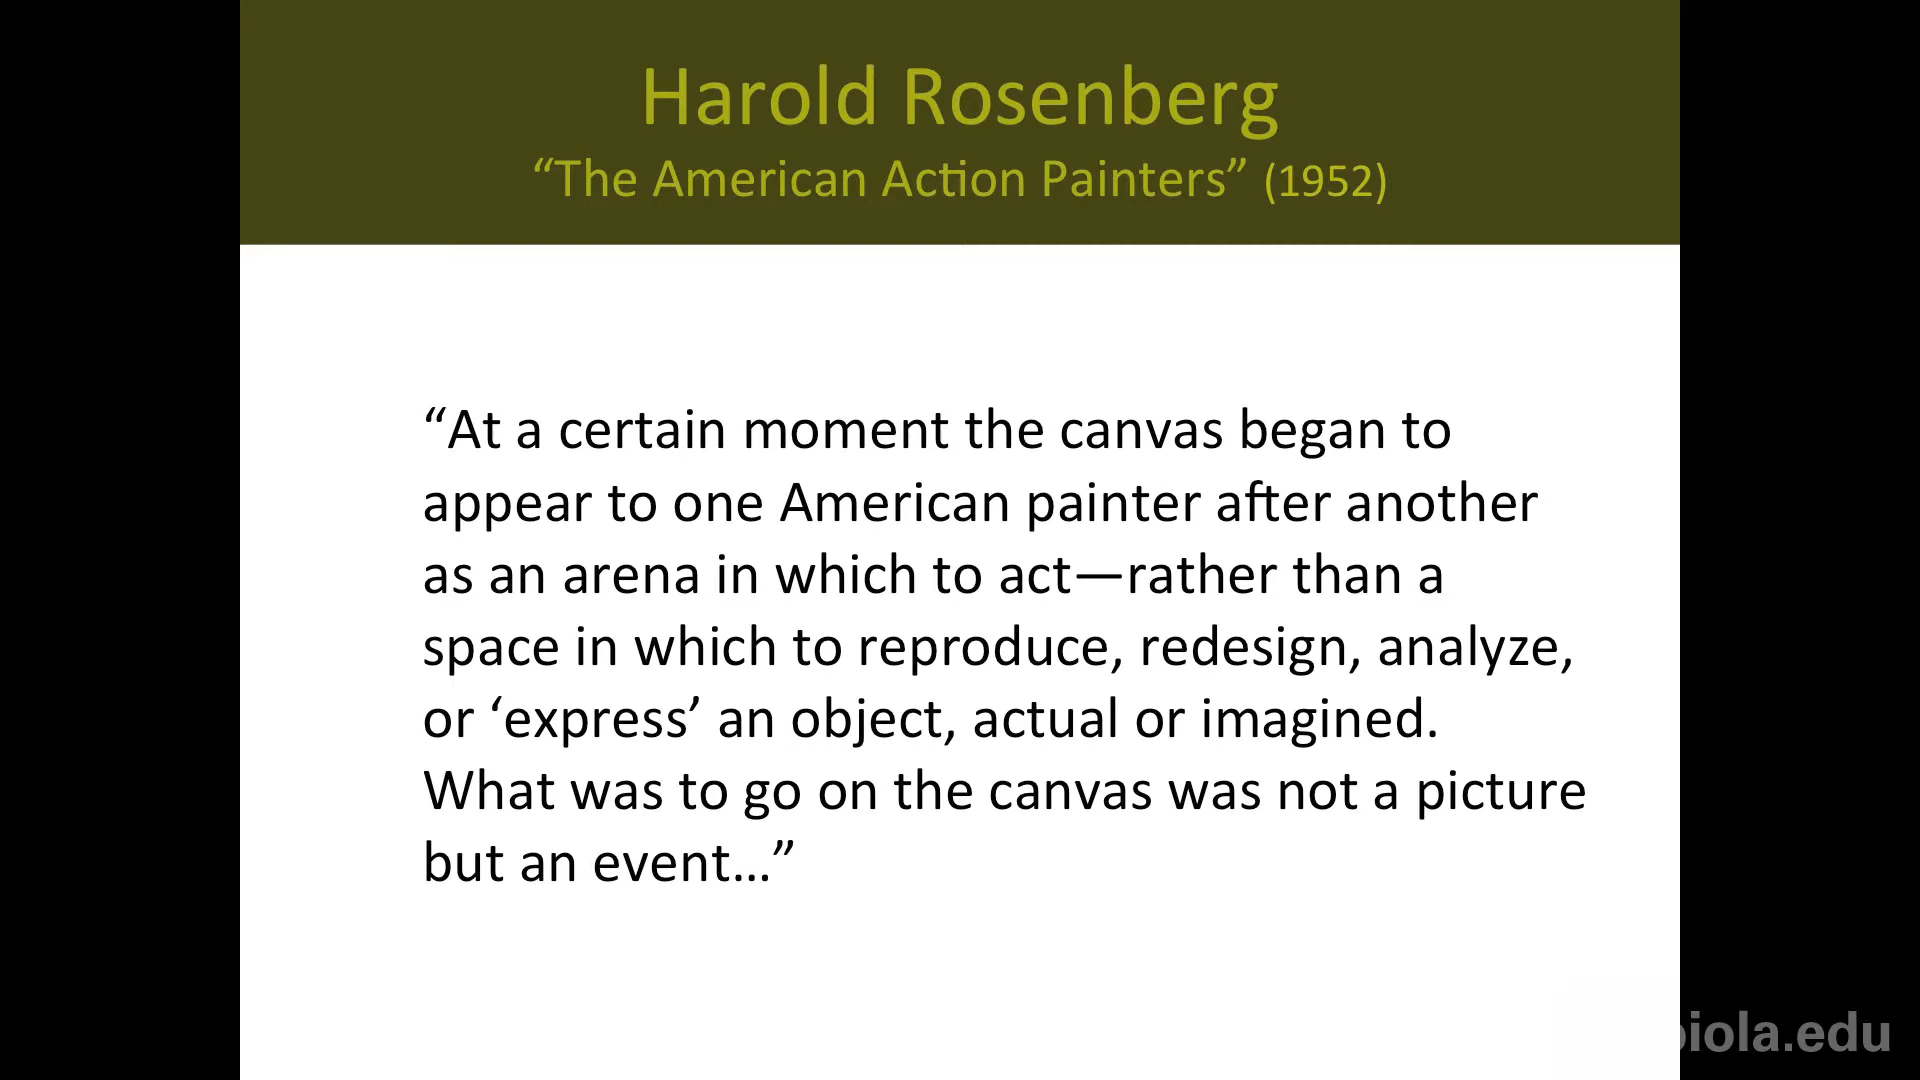 Harold Rosenberg
“The American Action Painters” (1952)
“At a certain moment the canvas began to
appear to one American painter after another
as an arena in which to act—rather than a
space in which to reproduce, redesign, analyze,
or ‘express’ an object, actual or imagined.
What was to go on the canvas was not a picture
but an event…”
biola.edu